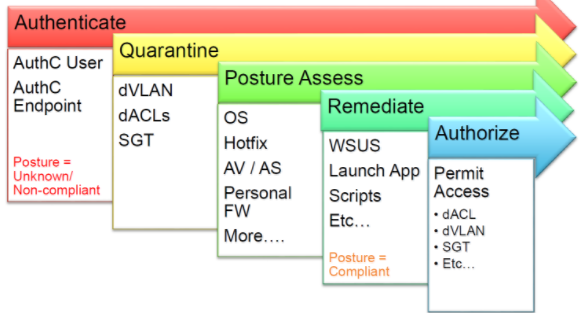 Authenticate
AuthC User
AuthC
Endpoint
Posture =
Unknown/
Non-compliant
Quarantine
dVLAN
dACLs
SGT
Posture Assess
OS
Hotfix
AV / AS
Personal
FW
More....
Remediate
WSUS
Launch App
Scripts
Etc...
Posture =
Compliant
Authorize
Permit
Access
• dACL
• dVLAN
• SGT
• Etc...